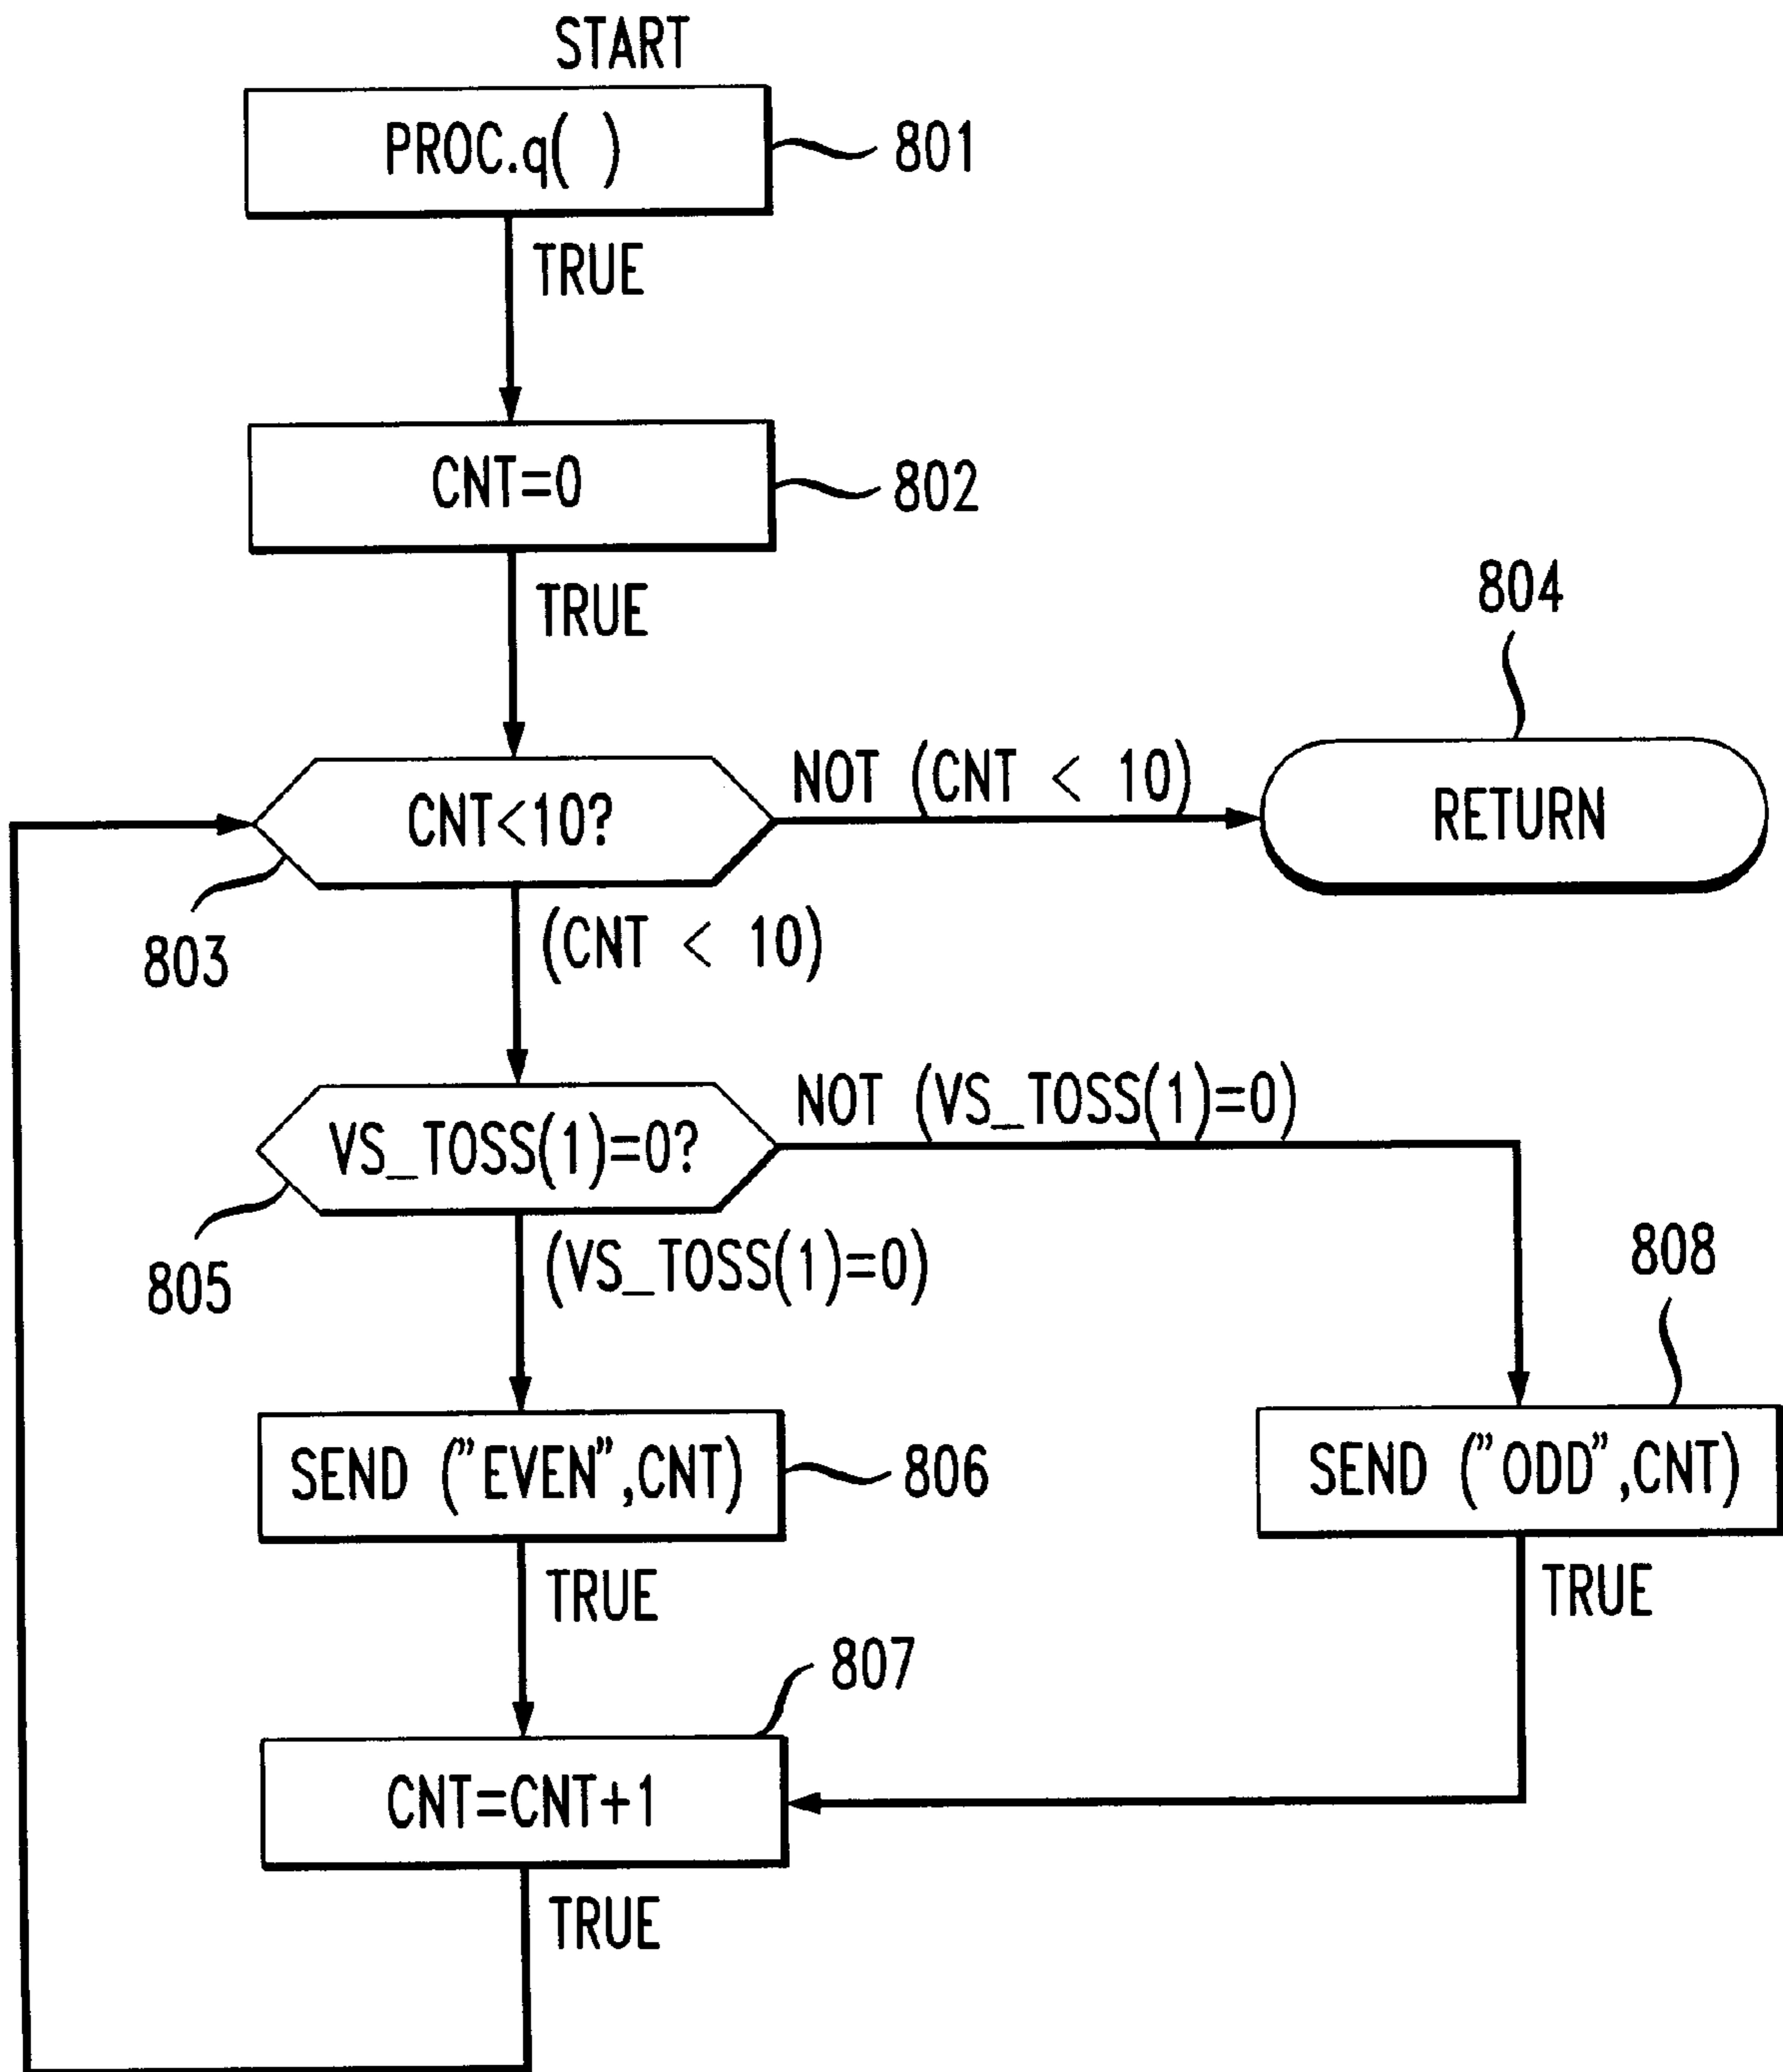 START
PROC.q( )
801
TRUE
CNT=0
802
TRUE
804
CNT<10?
NOT (CNT < 10)
RETURN
803
(CNT < 10)
VS_TOSS(1)=0?
NOT (VS_TOSS(1)=0)
805
(VS_TOSS(1)=0)
808
SEND ("EVEN",CNT)
806
SEND ("ODD",CNT)
TRUE
TRUE
807
CNT=CNT+1
TRUE